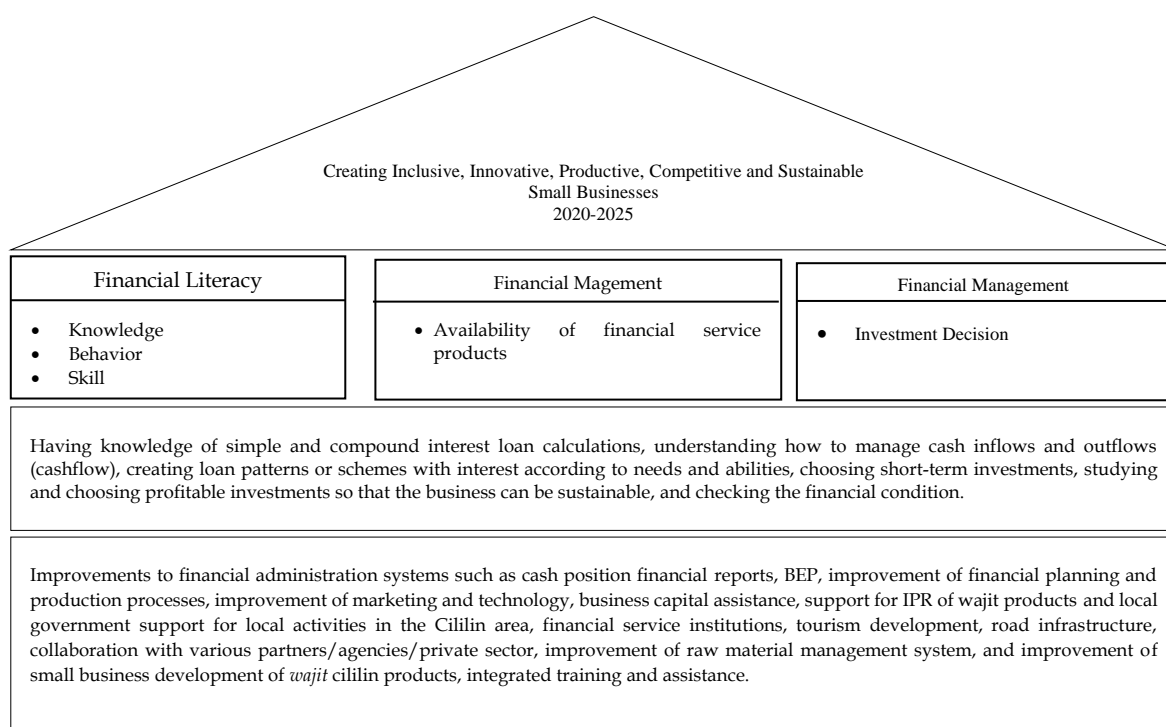 Creating Inclusive, Innovative, Productive, Competitive and Sustainable
Small Businesses
2020-2025
Financial Literacy
• Knowledge
• Behavior
• Skill
Financial Magement
• Availability of financial service
products
Financial Management
• Investment Decision
Having knowledge of simple and compound interest loan calculations, understanding how to manage cash inflows and outflows
(cashflow), creating loan patterns or schemes with interest according to needs and abilities, choosing short-term investments, studying
and choosing profitable investments so that the business can be sustainable, and checking the financial condition.
Improvements to financial administration systems such as cash position financial reports, BEP, improvement of financial planning and
production processes, improvement of marketing and technology, business capital assistance, support for IPR of wajit products and local
government support for local activities in the Cililin area, financial service institutions, tourism development, road infrastructure,
collaboration with various partners/agencies/private sector, improvement of raw material management system, and improvement of
small business development of wajit cililin products, integrated training and assistance.